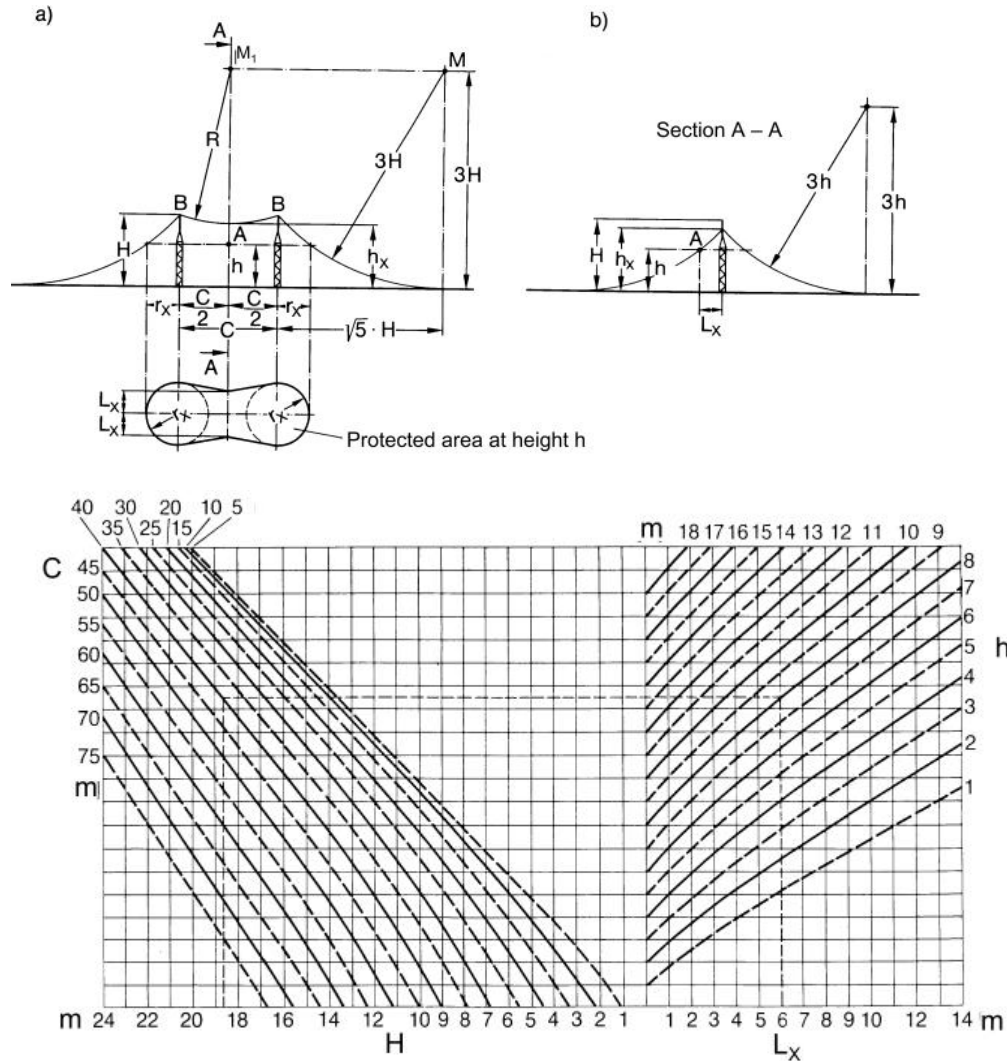 a)
b)
A
M₁
M
R
3H
3H
Section A – A
3h
3h
B
B
A
H
h
hₓ
A
H
hₓ
h
rₓ
C/2
C/2
rₓ
C
√5 · H
Lₓ
A
Lₓ
Lₓ
rₓ
rₓ
Protected area at height h
40 30 20 10 5
35 25 15
m 18 17 16 15 14 13 12 11 10 9
C
45
50
55
60
65
70
75
m
8
7
6
5
h
4
3
2
1
m 24 22 20 18 16 14 12 11 10 9 8 7 6 5 4 3 2 1
1 2 3 4 5 6 7 8 9 10 12 14 m
H
Lₓ